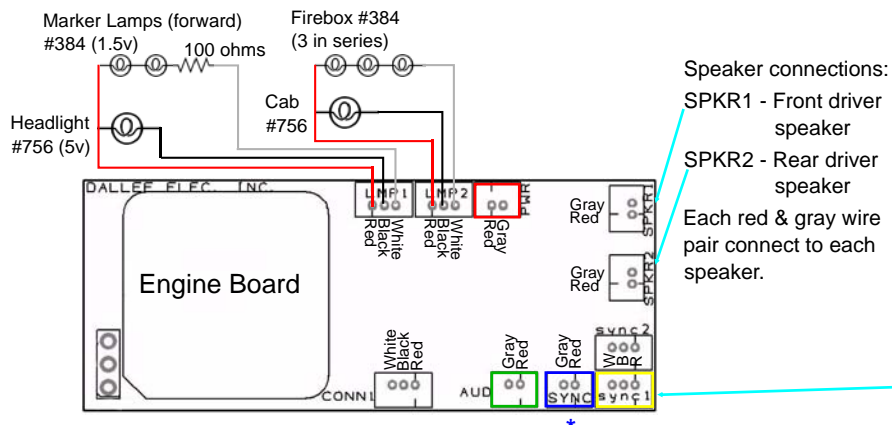 Marker Lamps (forward)
#384 (1.5v)
100 ohms
Firebox #384
(3 in series)
Headlight
#756 (5v)
Cab
#756
Speaker connections:
SPKR1 - Front driver
speaker
SPKR2 - Rear driver
speaker
Each red & gray wire
pair connect to each
speaker.
DALLEE ELEC. INC.
LMP1
LMP2
PWR
Red
Black
White
Red
Black
White
Red
Gray
Gray
Red
SPKR1
Gray
Red
SPKR2
Engine Board
sync2
W
B
R
White
Black
Red
CONN1
Gray
Red
AUD
Gray
Red
SYNC
sync1
*